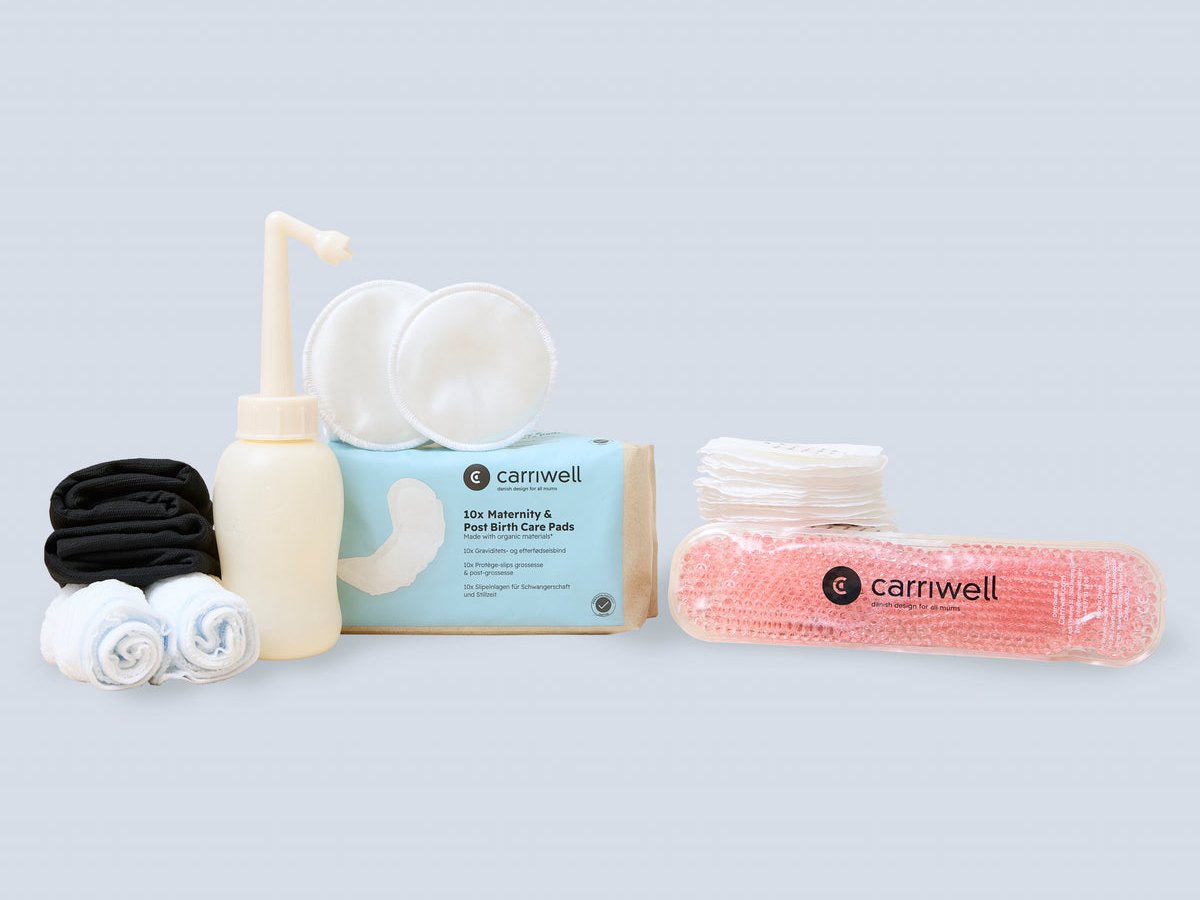 carriwell
danish design for all mums
10x Maternity &
Post Birth Care Pads
Made with organic materials*
10x Graviditets- og efterfødselsbind
10x Protège-slips grossesse
& post-grossesse
10x Slipeinlagen für Schwangerschaft
und Stillzeit
carriwell
danish design for all mums